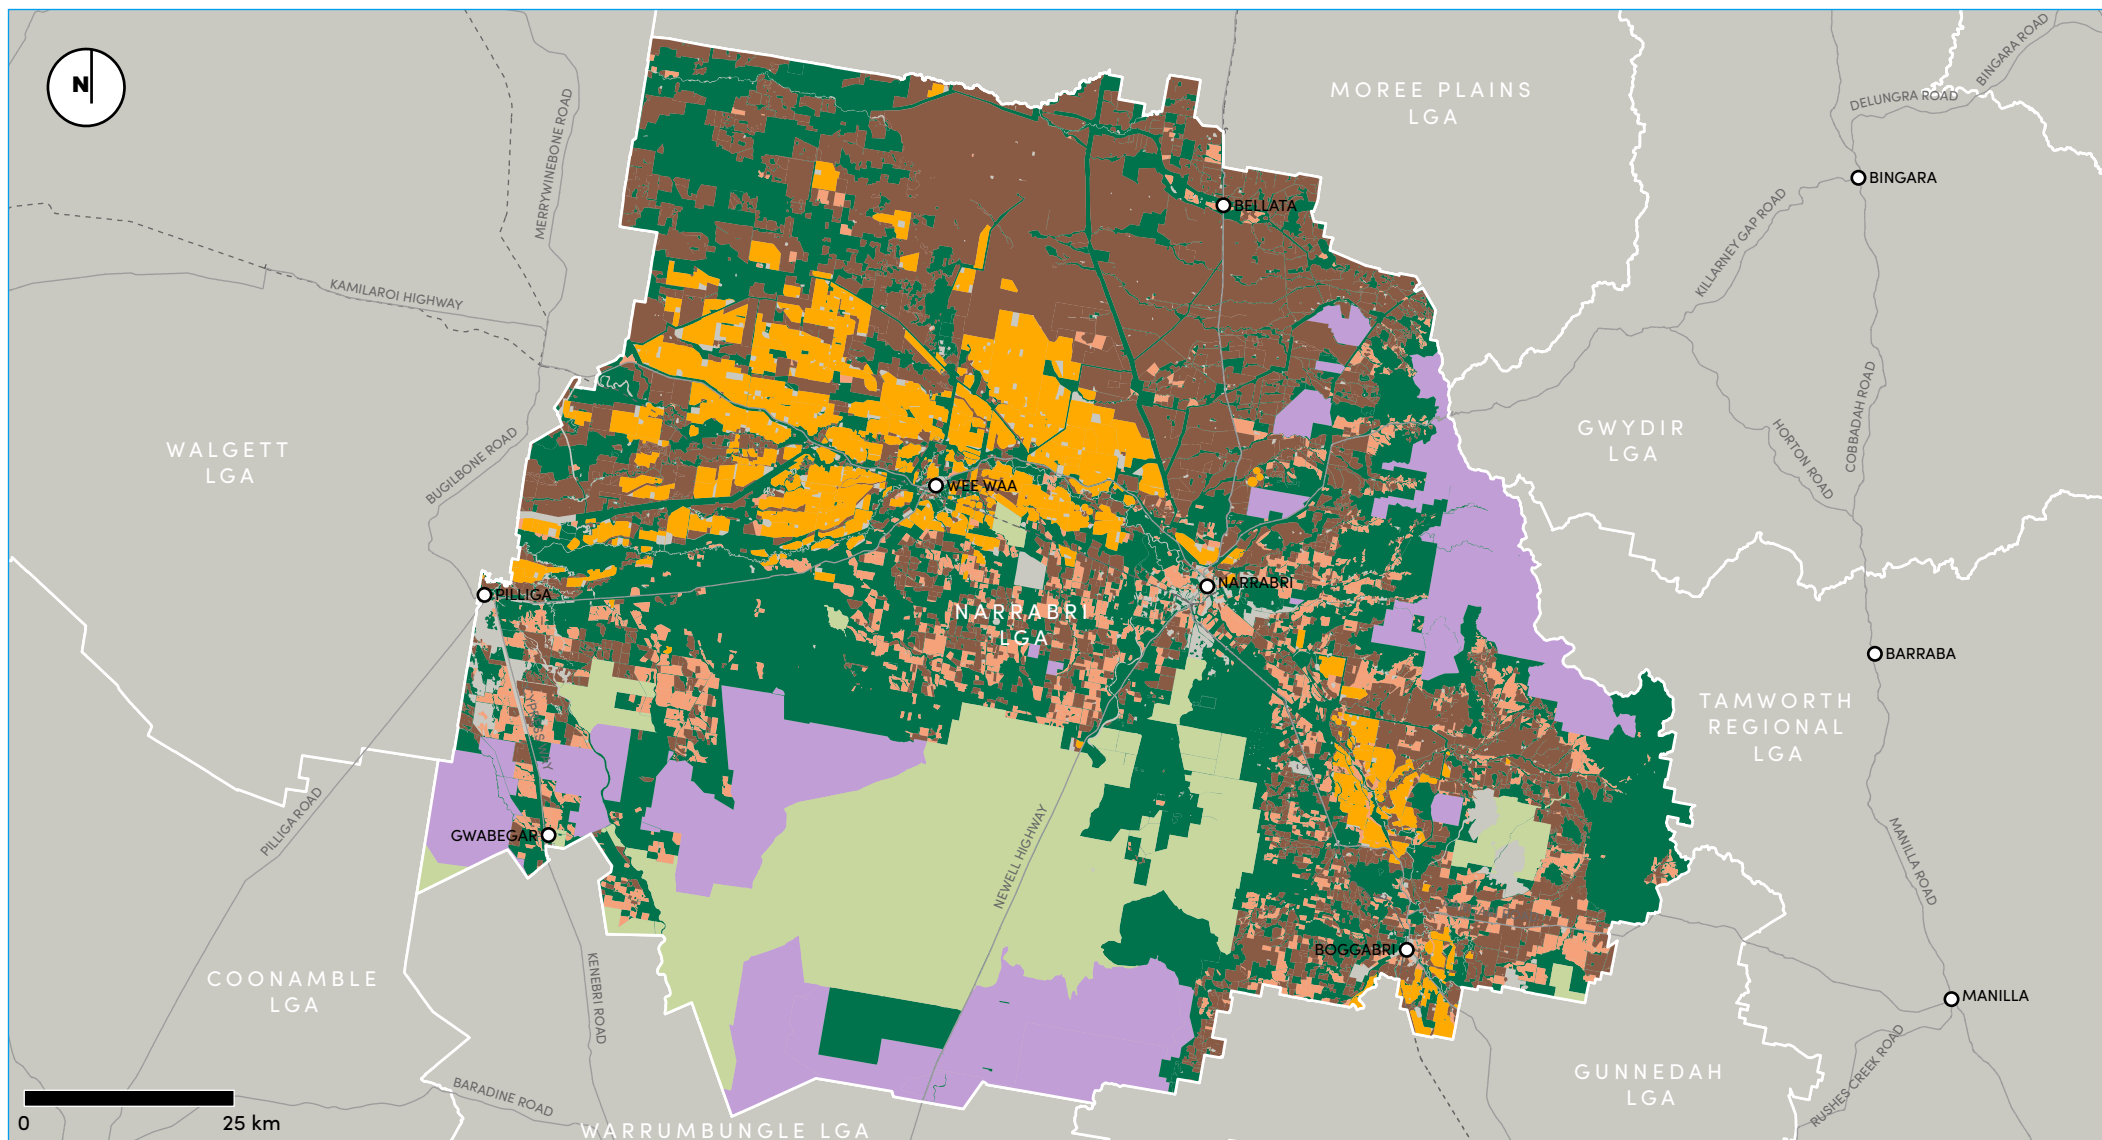 N
MOREE PLAINS
LGA
BINGARA ROAD
DELUNGRA ROAD
MERRYWINEBONE ROAD
BINGARA
BELLATA
KILLARNEY GAP ROAD
KAMILAROI HIGHWAY
WALGETT
LGA
BUGILBONE ROAD
GWYDIR
LGA
HORTON ROAD
COBBADAH ROAD
WEE WAA
PILLIGA
NARRABRI
NARRABRI
LGA
BARRABA
TAMWORTH
REGIONAL
LGA
YPRESS WAY
PILLIGA ROAD
GWABEGAR
NEWELL HIGHWAY
MANILLA ROAD
BOGGABRI
COONAMBLE
LGA
KENEBRI ROAD
MANILLA
GUNNEDAH
LGA
RUSHES CREEK ROAD
BARADINE ROAD
0
25 km
WARRUMBUNGLE LGA